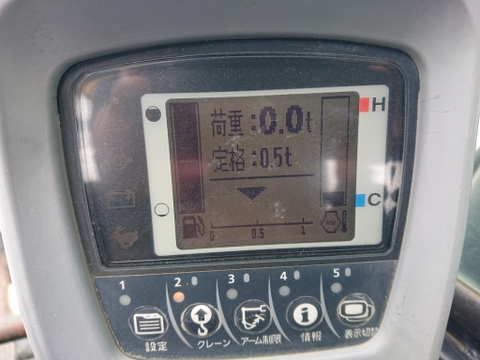 荷重:0.0t
H
定格:0.5t
C
0 0.5 1
1 2 3 4 5
設定 クレーン アーム制限 情報 表示切替